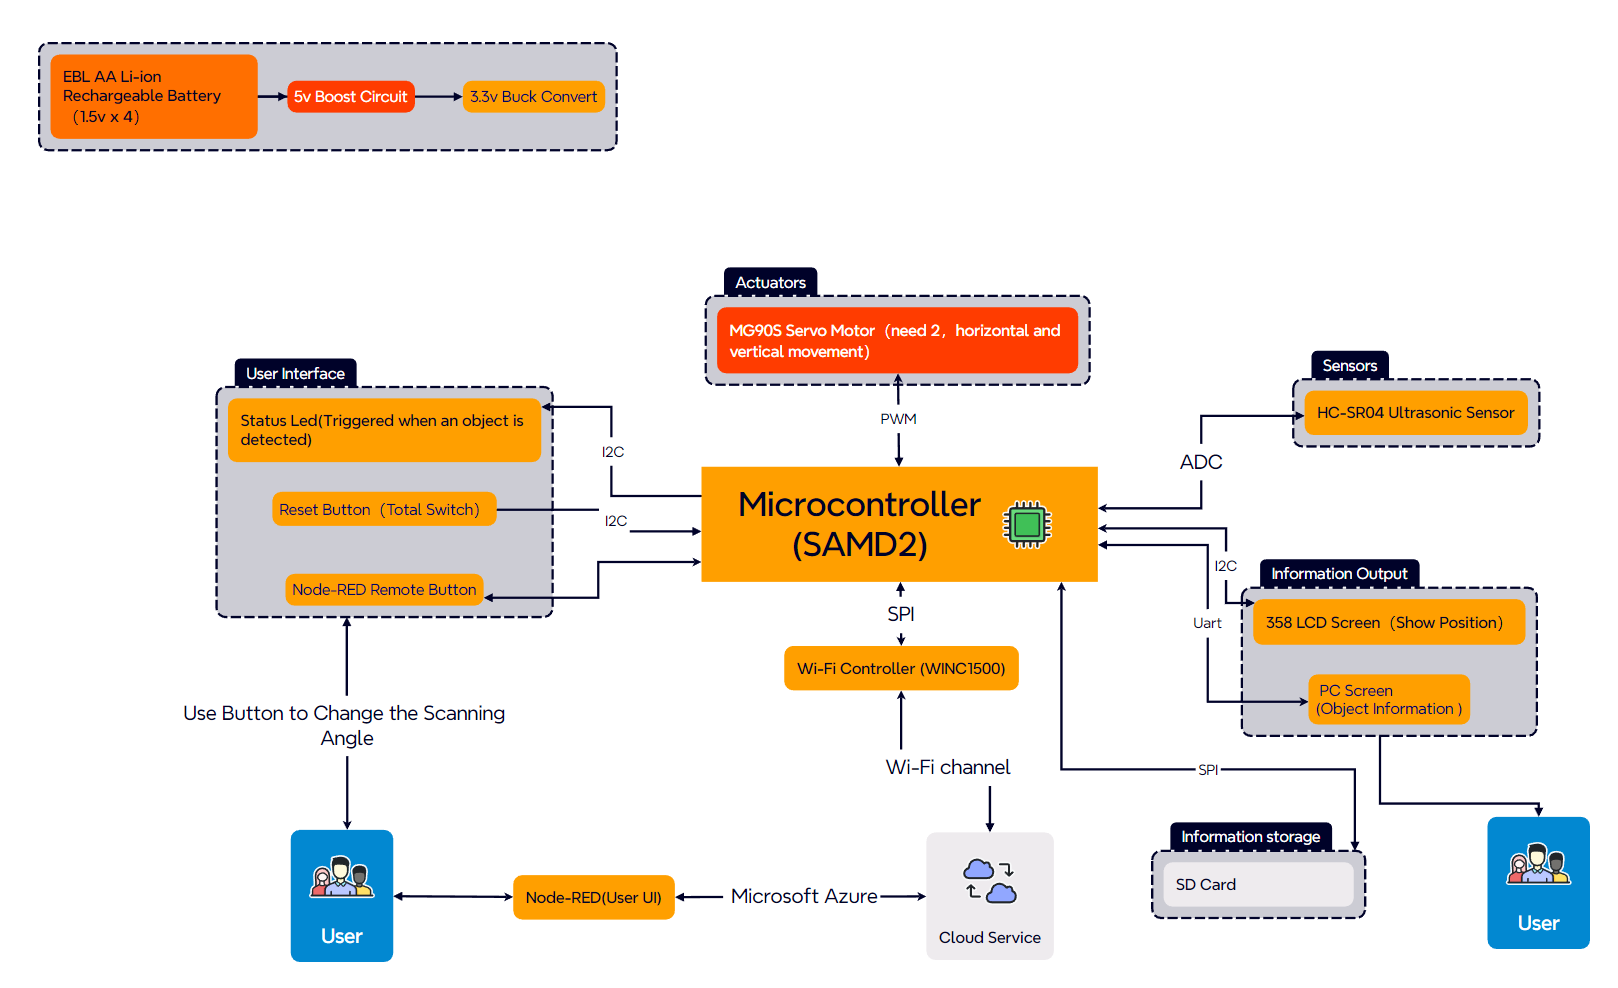 EBL AA Li-ion
Rechargeable Battery
（1.5v x 4）
5v Boost Circuit
3.3v Buck Convert
Actuators
MG90S Servo Motor（need 2，horizontal and
vertical movement）
PWM
User Interface
Status Led(Triggered when an object is
detected)
I2C
Reset Button（Total Switch）
I2C
Node-RED Remote Button
Microcontroller
(SAMD2)
Sensors
HC-SR04 Ultrasonic Sensor
ADC
I2C
Uart
Information Output
358 LCD Screen（Show Position）
PC Screen
(Object Information )
SPI
Wi-Fi Controller (WINC1500)
Use Button to Change the Scanning
Angle
Wi-Fi channel
SPI
Information storage
SD Card
User
Node-RED(User UI)
Microsoft Azure
Cloud Service
User